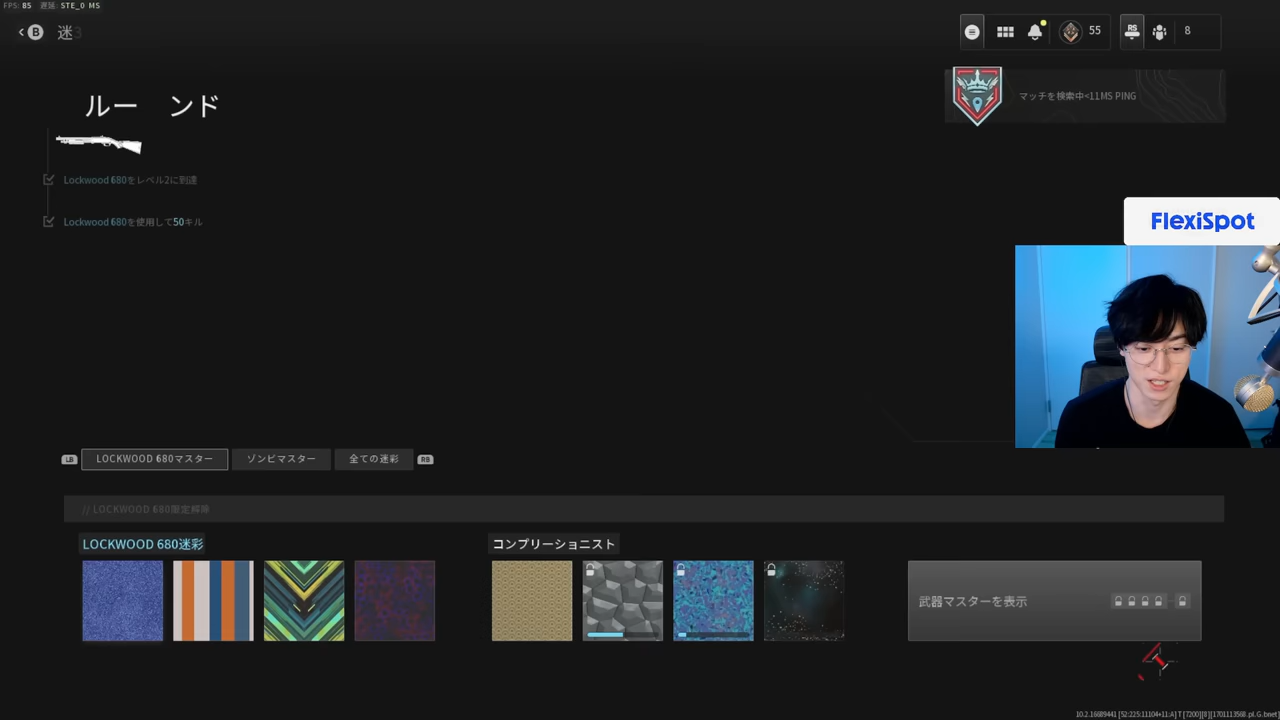 FPS: 85 遅延: STE_0 MS
B 迷
55
RS
8
ルー ンド
マッチを検索中<11MS PING
Lockwood 680をレベル2に到達
Lockwood 680を使用して50キル
FlexiSpot
LB LOCKWOOD 680マスター ゾンビマスター 全ての迷彩 RB
// LOCKWOOD 680限定解除
LOCKWOOD 680迷彩
コンプリーショニスト
武器マスターを表示